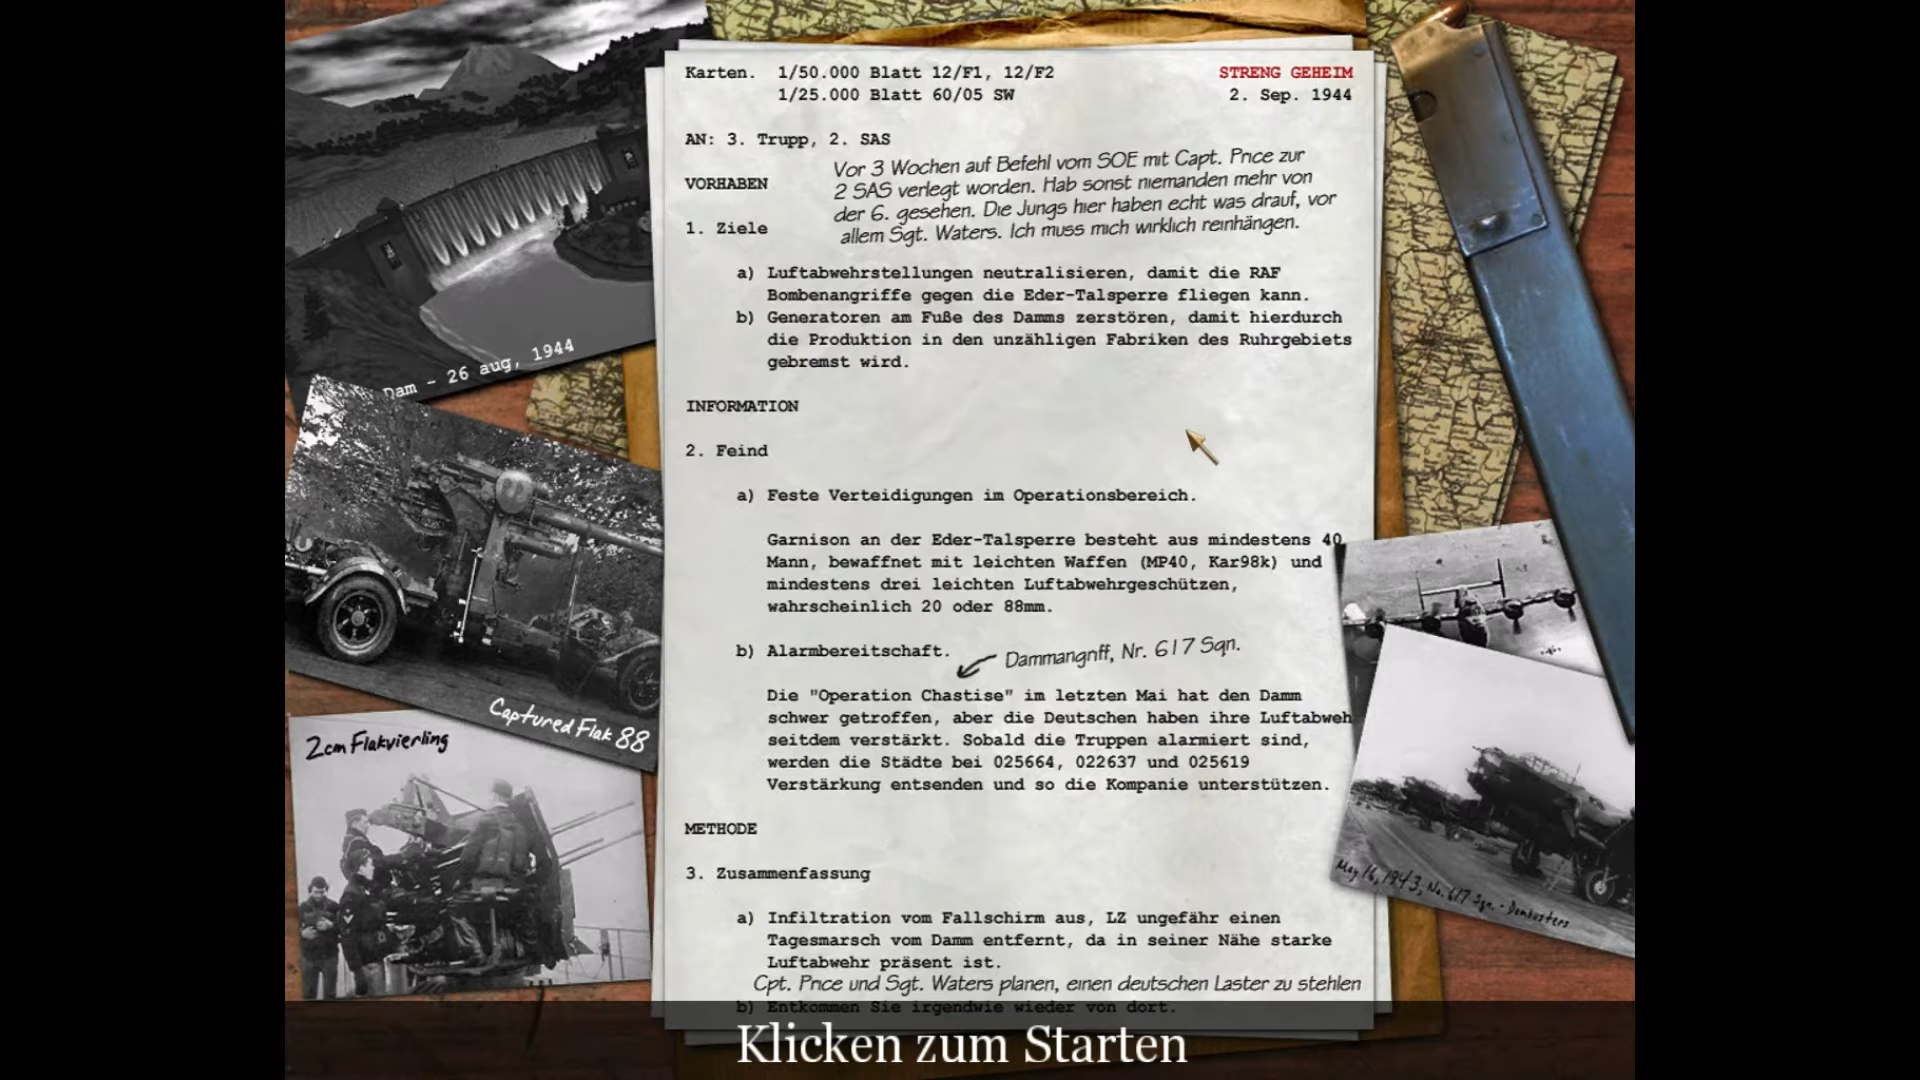 Karten. 1/50.000 Blatt 12/F1, 12/F2
STRENG GEHEIM
1/25.000 Blatt 60/05 SW
2. Sep. 1944
AN: 3. Trupp, 2. SAS
Vor 3 Wochen auf Befehl vom SOE mit Capt. Price zur
2 SAS verlegt worden. Hab sonst niemanden mehr von
der 6. gesehen. Die Jungs hier haben echt was drauf, vor
allem Sgt. Waters. Ich muss mich wirklich reinhängen.
VORHABEN
1. Ziele
a) Luftabwehrstellungen neutralisieren, damit die RAF
Bombenangriffe gegen die Eder-Talsperre fliegen kann.
b) Generatoren am Fuße des Damms zerstören, damit hierdurch
die Produktion in den unzähligen Fabriken des Ruhrgebiets
gebremst wird.
INFORMATION
2. Feind
a) Feste Verteidigungen im Operationsbereich.
Garnison an der Eder-Talsperre besteht aus mindestens 40
Mann, bewaffnet mit leichten Waffen (MP40, Kar98k) und
mindestens drei leichten Luftabwehrgeschützen,
wahrscheinlich 20 oder 88mm.
b) Alarmbereitschaft.
Dammangriff, Nr. 617 Sqn.
Die "Operation Chastise" im letzten Mai hat den Damm
schwer getroffen, aber die Deutschen haben ihre Luftabweh
seitdem verstärkt. Sobald die Truppen alarmiert sind,
werden die Städte bei 025664, 022637 und 025619
Verstärkung entsenden und so die Kompanie unterstützen.
METHODE
3. Zusammenfassung
a) Infiltration vom Fallschirm aus, LZ ungefähr einen
Tagesmarsch vom Damm entfernt, da in seiner Nähe starke
Luftabwehr präsent ist.
Cpt. Price und Sgt. Waters planen, einen deutschen Laster zu stehlen
b) Entkommen Sie irgendwie wieder von dort.
Klicken zum Starten
Dam - 26 aug, 1944
Captured Flak 88
2cm Flakvierling
May 16, 1943, No. 617 Sqn. - Dambusters